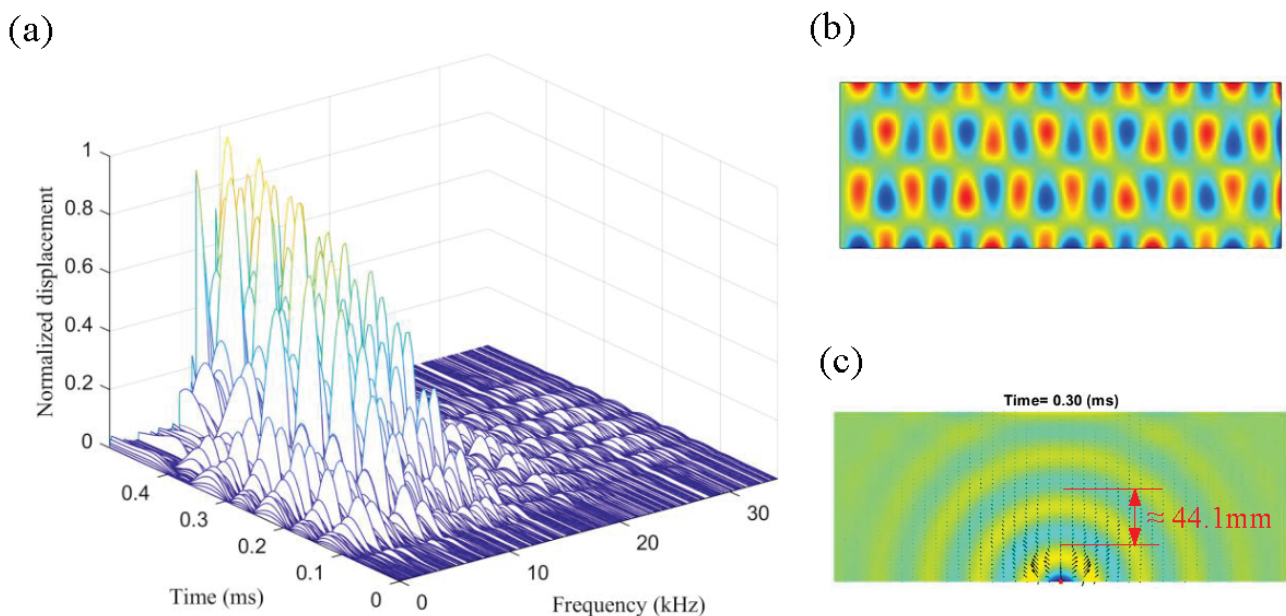 (a)
1
0.8
0.6
0.4
0.2
0
Normalized displacement
0.4
0.3
0.2
0.1
0
Time (ms)
0
10
20
30
Frequency (kHz)
(b)
(c)
Time= 0.30 (ms)
≈ 44.1mm